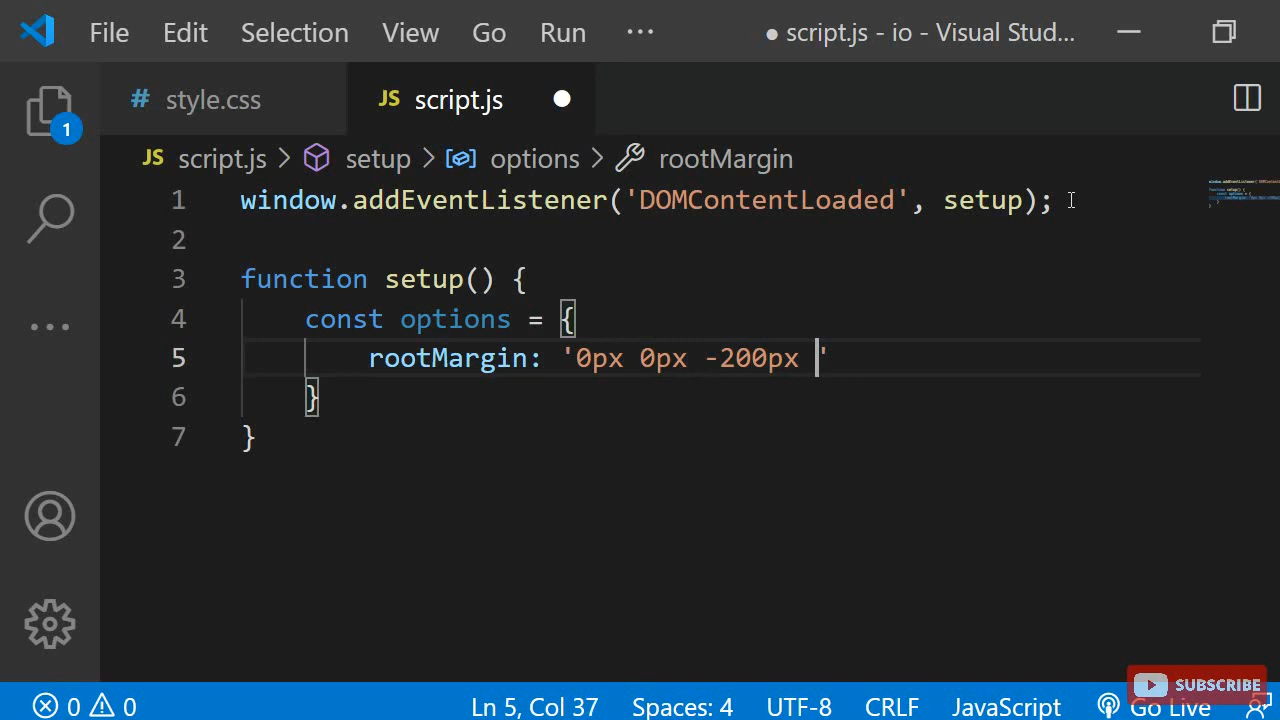 File Edit Selection View Go Run ··· ● script.js - io - Visual Stud...
# style.css JS script.js ●
1
JS script.js > setup > options > rootMargin
1 window.addEventListener('DOMContentLoaded', setup);
2
3 function setup() {
4 const options = {
5 rootMargin: '0px 0px -200px '
6 }
7 }
SUBSCRIBE
0 0 Ln 5, Col 37 Spaces: 4 UTF-8 CRLF JavaScript Go Live